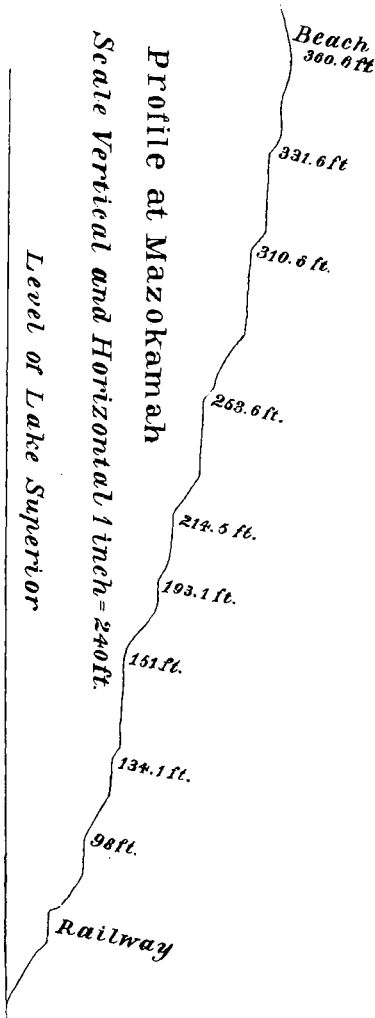 Beach
360.6 ft
331.6 ft
310.6 ft.
253.6 ft.
214.5 ft.
193.1 ft.
151 ft.
134.1 ft.
98 ft.
Railway
Profile at Mazokamah
Scale Vertical and Horizontal 1 inch = 240 ft.
Level of Lake Superior